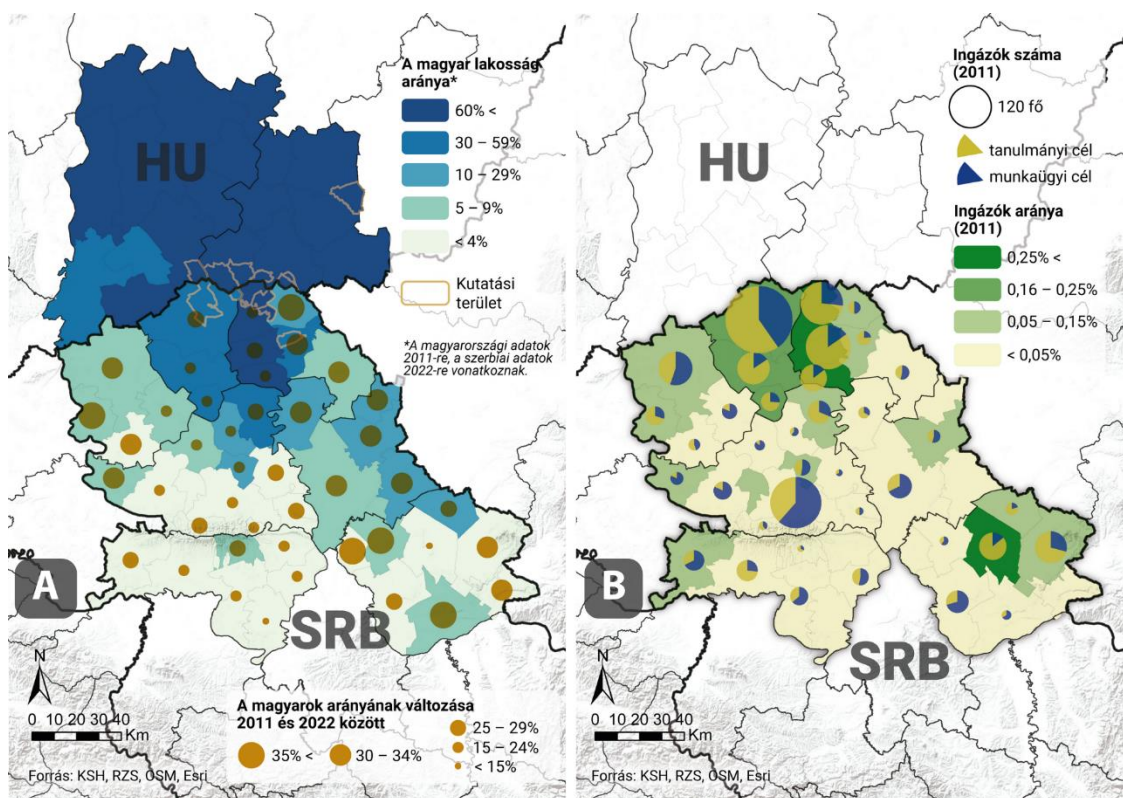 A magyar lakosság
aránya*
60% <
30 – 59%
10 – 29%
5 – 9%
< 4%
Kutatási
terület
*A magyarországi adatok
2011-re, a szerbiai adatok
2022-re vonatkoznak.
HU
SRB
A
N
0 10 20 30 40
Km
A magyarok arányának változása
2011 és 2022 között
35% <
30 – 34%
25 – 29%
15 – 24%
< 15%
Forrás: KSH, RZS, OSM, Esri
Ingázók száma
(2011)
120 fő
tanulmányi cél
munkaügyi cél
Ingázók aránya
(2011)
0,25% <
0,16 – 0,25%
0,05 – 0,15%
< 0,05%
HU
SRB
B
N
0 10 20 30 40
Km
Forrás: KSH, RZS, OSM, Esri